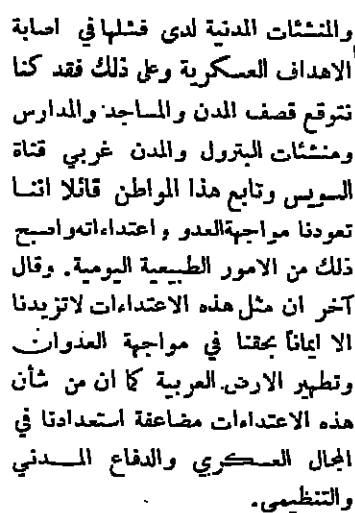 والمنشئات المدنية لدى فشلها في اصابة
الاهداف العسكرية وعلى ذلك فقد كنا
نتوقع قصف المدن والمساجد والمدارس
ومنشئات البترول والمدن غربي قناة
السويس وتابع هذا المواطن قائلا اننا
تعودنا مواجهة العدو واعتداءاته واصبح
ذلك من الامور الطبيعية اليومية. وقال
آخر ان مثل هذه الاعتداءات لاتزيدنا
الا ايماناً بحقنا في مواجهة العذوان
وتطهير الارض العربية كما ان من شأن
هذه الاعتداءات مضاعفة استعدادنا في
المجال العسكري والدفاع المدني
والتنظيمي.